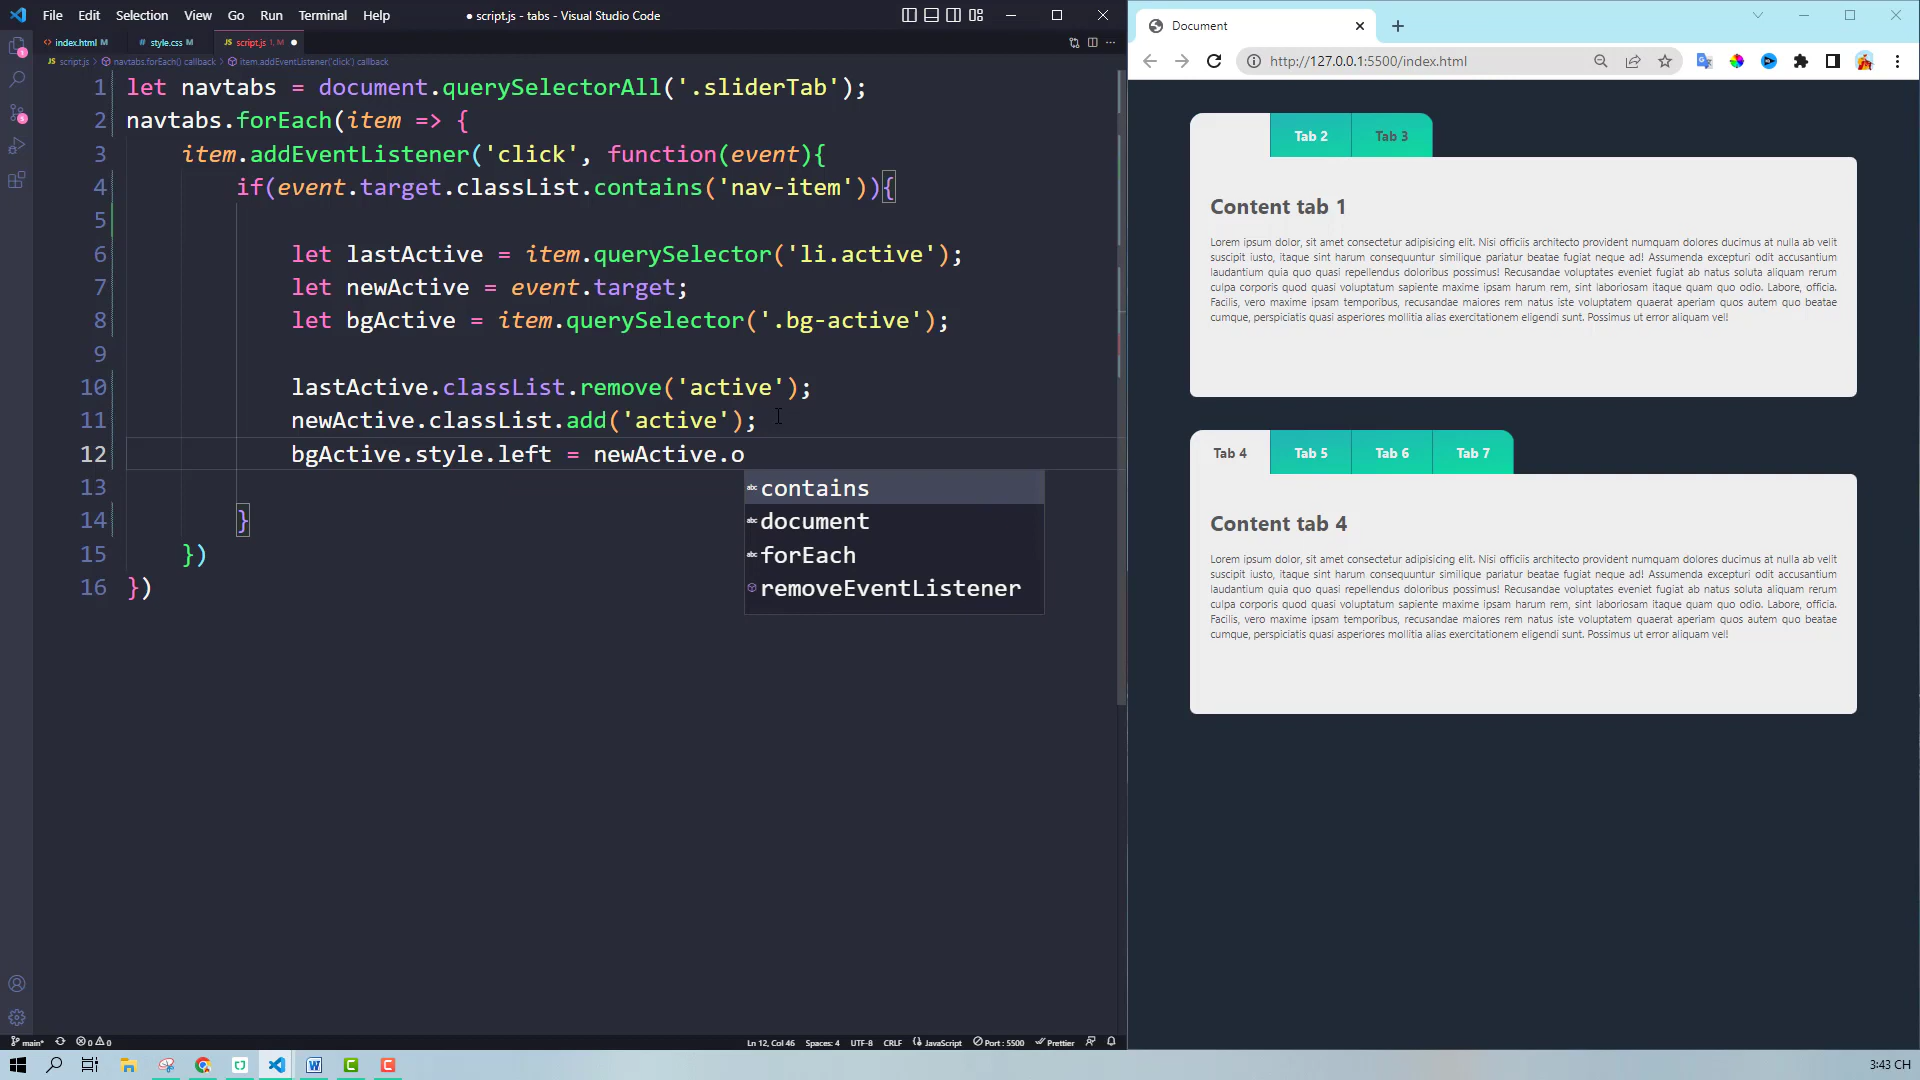 File Edit Selection View Go Run Terminal Help
● script.js - tabs - Visual Studio Code
index.html M
style.css M
script.js 1, M
script.js > navtabs.forEach() callback > item.addEventListener('click') callback
1 let navtabs = document.querySelectorAll('.sliderTab');
2 navtabs.forEach(item => {
3 item.addEventListener('click', function(event){
4 if(event.target.classList.contains('nav-item')){
5
6 let lastActive = item.querySelector('li.active');
7 let newActive = event.target;
8 let bgActive = item.querySelector('.bg-active');
9
10 lastActive.classList.remove('active');
11 newActive.classList.add('active');
12 bgActive.style.left = newActive.o
13
14 }
15 })
16 })
contains
document
forEach
removeEventListener
main*
0 0
Ln 12, Col 46 Spaces: 4 UTF-8 CRLF JavaScript Port : 5500 Prettier
Document
http://127.0.0.1:5500/index.html
Tab 2 Tab 3
Content tab 1
Lorem ipsum dolor, sit amet consectetur adipisicing elit. Nisi officiis architecto provident numquam dolores ducimus at nulla ab velit
suscipit iusto, itaque sint harum consequuntur similique pariatur beatae fugiat neque ad! Assumenda excepturi odit accusantium
laudantium quia quo quasi repellendus doloribus possimus! Recusandae voluptates eveniet fugiat ab natus soluta aliquam rerum
culpa corporis quod quasi voluptatum sapiente maxime ipsam harum rem, sint laboriosam itaque quam quo odio. Labore, officia.
Facilis, vero maxime ipsam temporibus, recusandae maiores rem natus iste voluptatem quaerat aperiam quos autem quo beatae
cumque, perspiciatis quasi asperiores mollitia alias exercitationem eligendi sunt. Possimus ut error aliquam vel!
Tab 4 Tab 5 Tab 6 Tab 7
Content tab 4
Lorem ipsum dolor, sit amet consectetur adipisicing elit. Nisi officiis architecto provident numquam dolores ducimus at nulla ab velit
suscipit iusto, itaque sint harum consequuntur similique pariatur beatae fugiat neque ad! Assumenda excepturi odit accusantium
laudantium quia quo quasi repellendus doloribus possimus! Recusandae voluptates eveniet fugiat ab natus soluta aliquam rerum
culpa corporis quod quasi voluptatum sapiente maxime ipsam harum rem, sint laboriosam itaque quam quo odio. Labore, officia.
Facilis, vero maxime ipsam temporibus, recusandae maiores rem natus iste voluptatem quaerat aperiam quos autem quo beatae
cumque, perspiciatis quasi asperiores mollitia alias exercitationem eligendi sunt. Possimus ut error aliquam vel!
3:43 CH